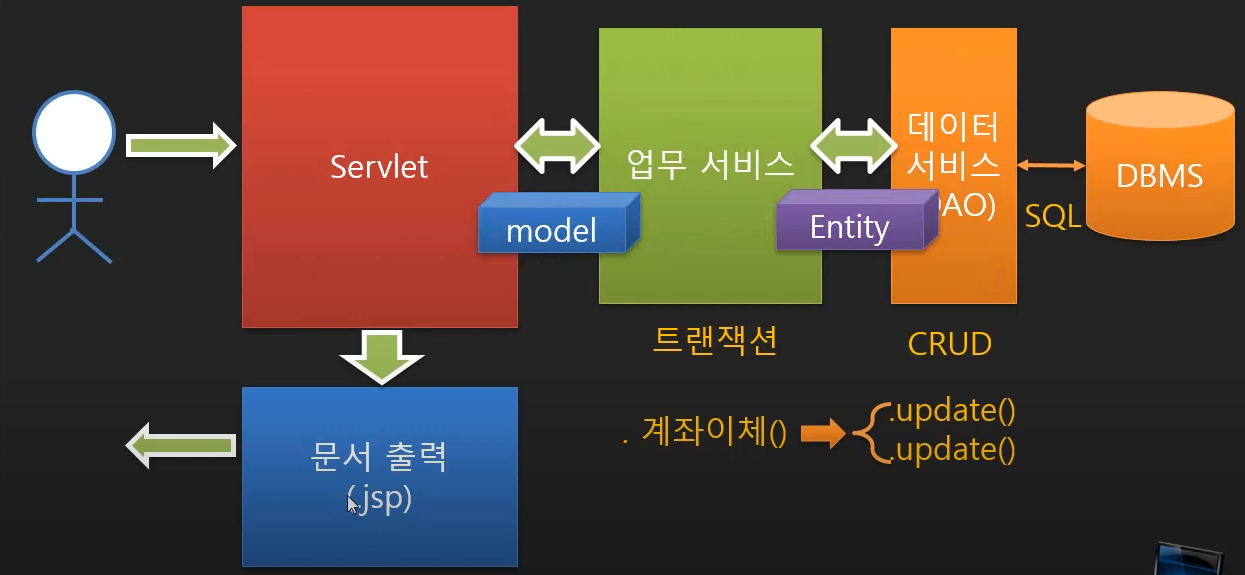 Servlet
업무 서비스
데이터
서비스
AO)
DBMS
SQL
model
Entity
트랜잭션
CRUD
. 계좌이체()
.update()
.update()
문서 출력
(.jsp)